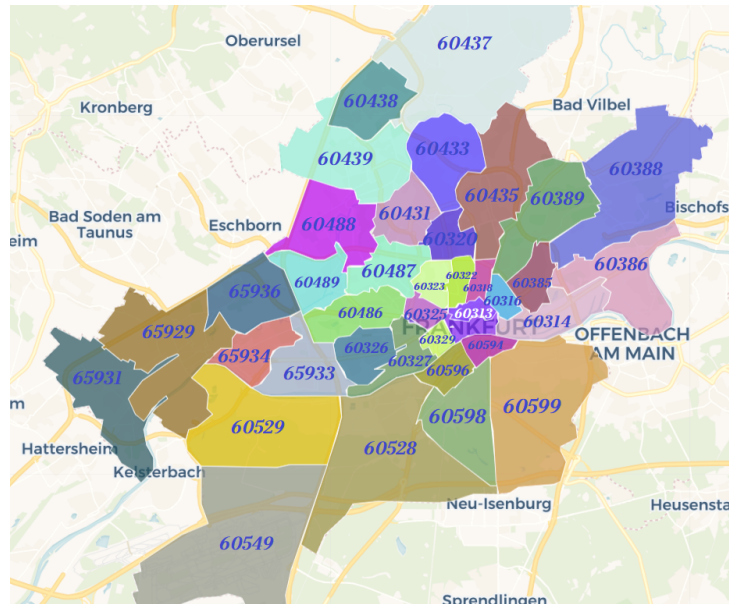 Oberursel
60437
Kronberg
60438
Bad Vilbel
60439
60433
60388
60435
60389
60431
60488
Bad Soden am
Taunus
Eschborn
Bischofs
eim
60320
60386
60487
60322
60323
60318
60385
60489
65936
60316
60325
60313
60486
FRANKFURT
60314
65929
65934
60326
60329
60594
OFFENBACH
AM MAIN
60327
60596
65933
65931
m
60598
60599
60529
60528
Hattersheim
Kelsterbach
Neu-Isenburg
Heusensta
60549
Sprendlingen